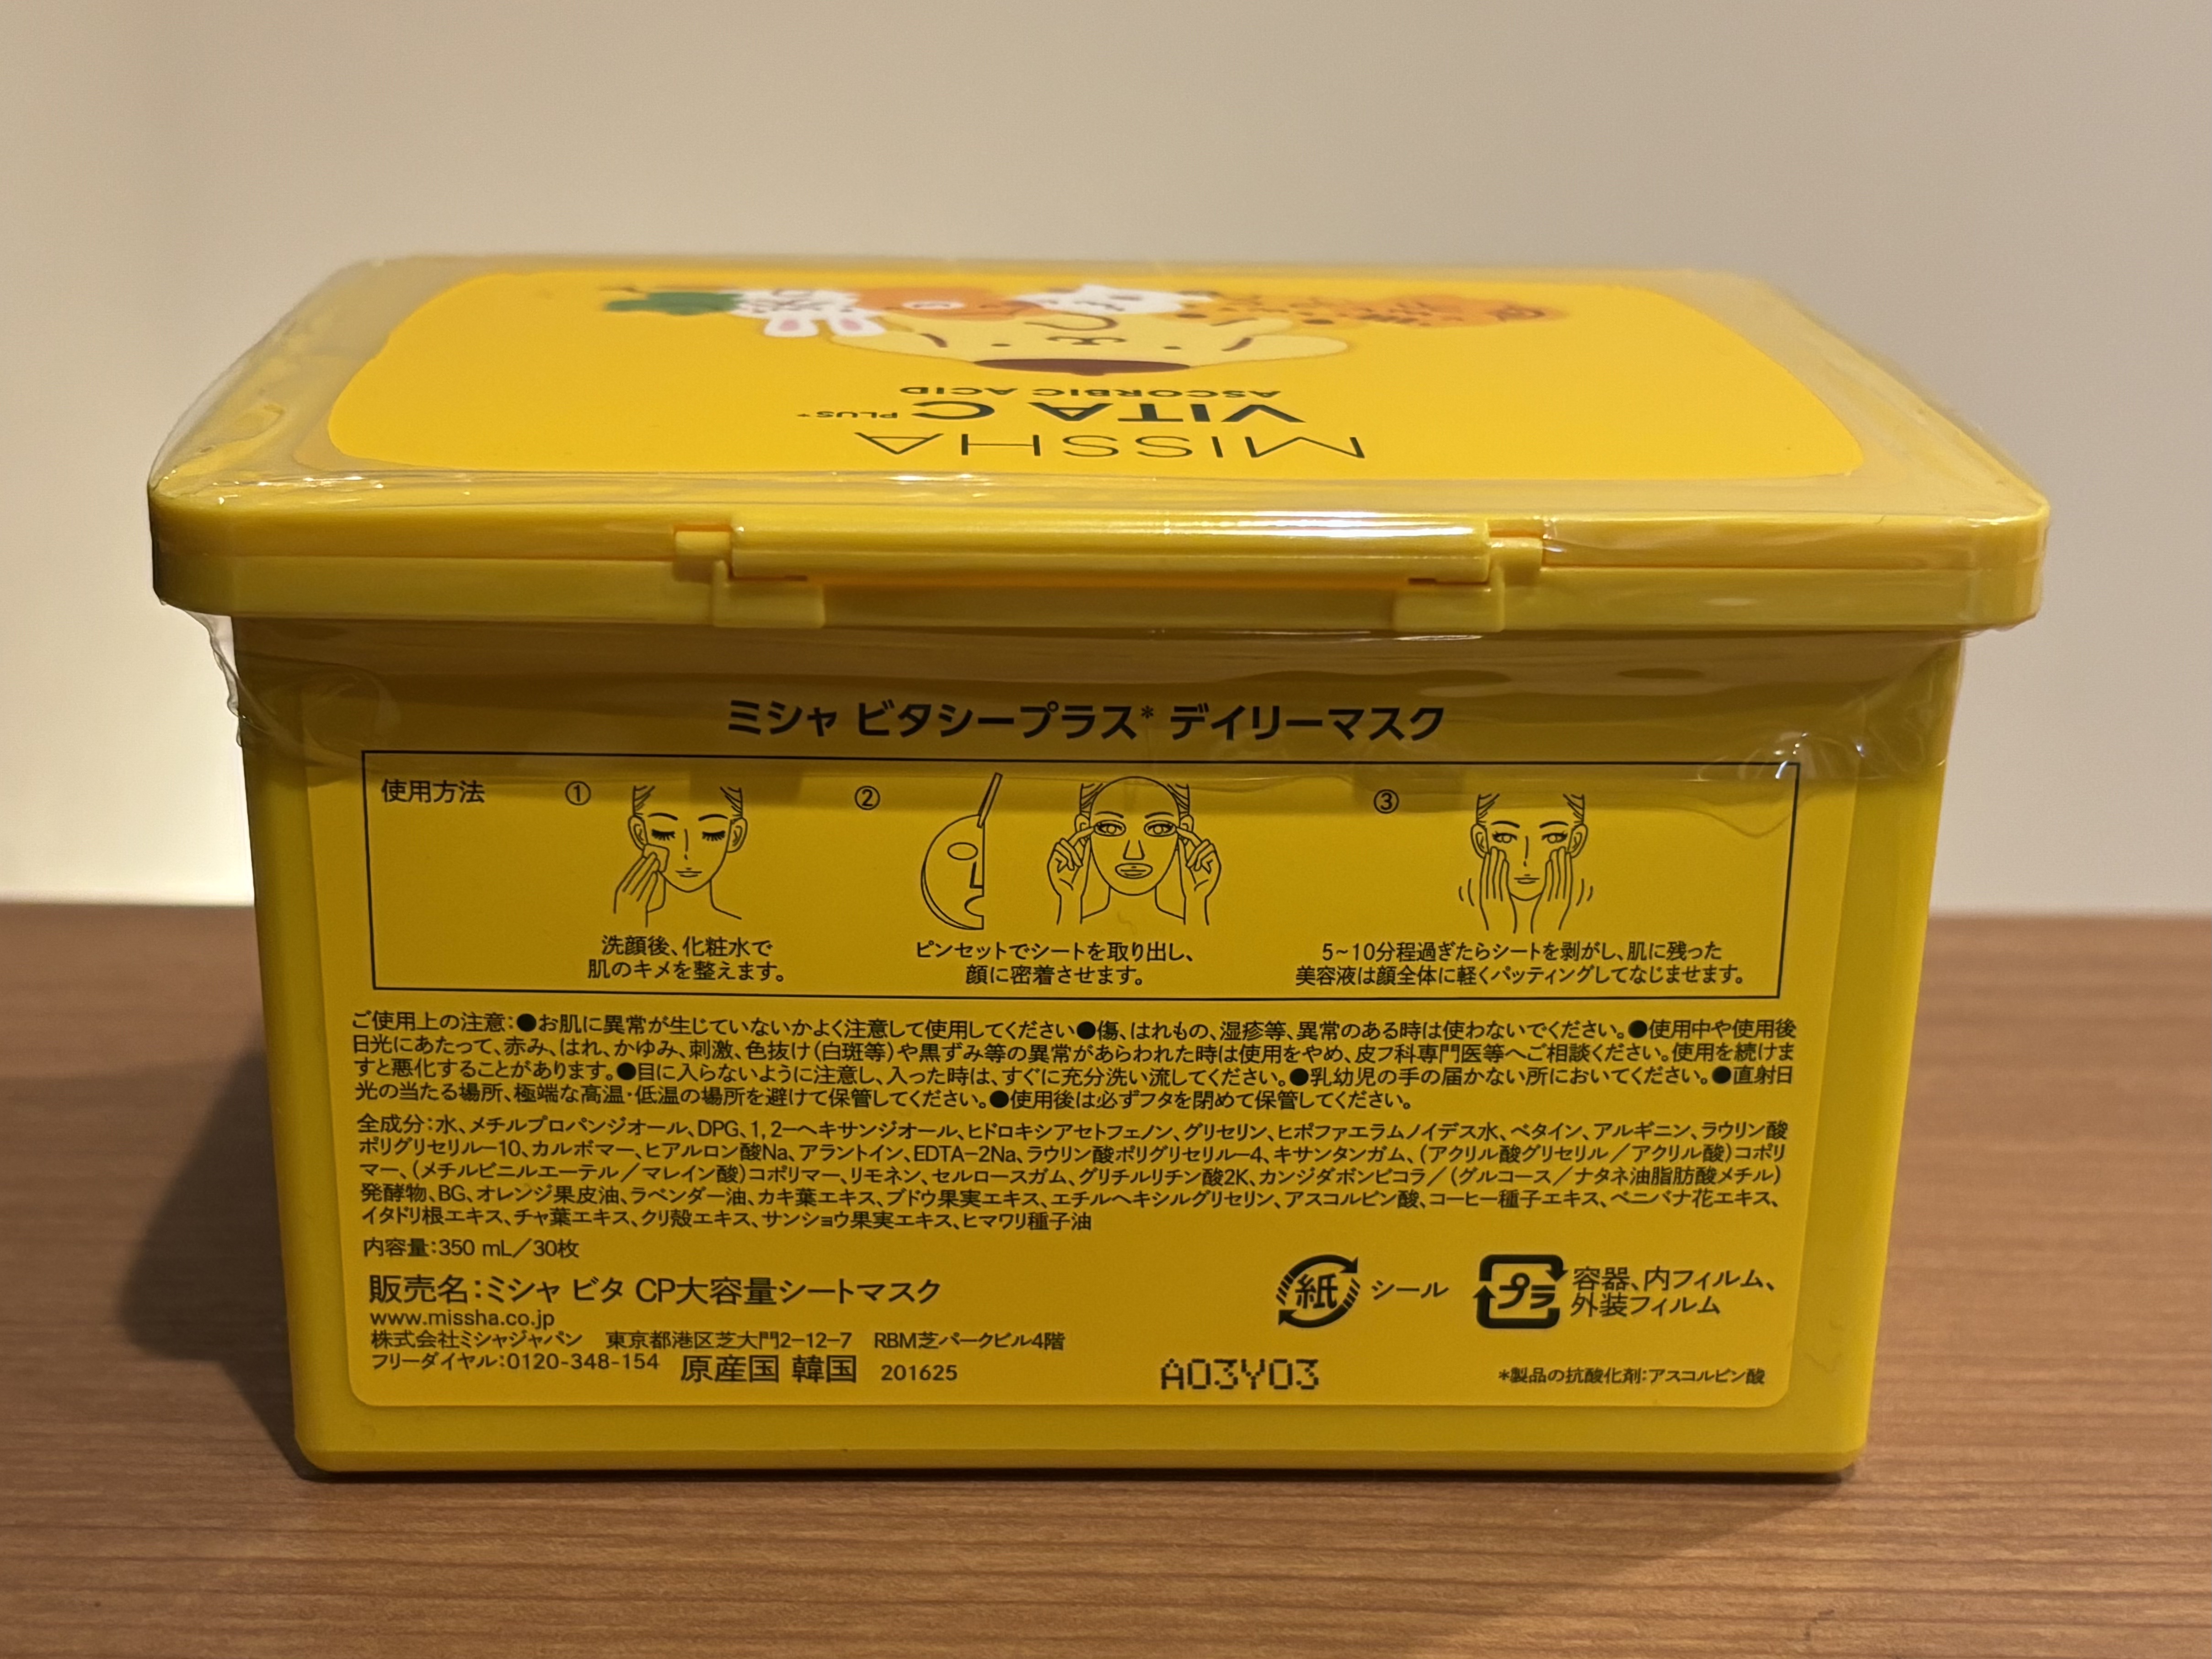 MISSHA
VITA C PLUS*
ASCORBIC ACID
ミシャ ビタシープラス* デイリーマスク
使用方法
①
洗顔後、化粧水で
肌のキメを整えます。
②
ピンセットでシートを取り出し、
顔に密着させます。
③
5~10分程過ぎたらシートを剥がし、肌に残った
美容液は顔全体に軽くパッティングしてなじませます。
ご使用上の注意:●お肌に異常が生じていないかよく注意して使用してください●傷、はれもの、湿疹等、異常のある時は使わないでください。●使用中や使用後
日光にあたって、赤み、はれ、かゆみ、刺激、色抜け(白斑等)や黒ずみ等の異常があらわれた時は使用をやめ、皮フ科専門医等へご相談ください。使用を続けま
すと悪化することがあります。●目に入らないように注意し、入った時は、すぐに充分洗い流してください。●乳幼児の手の届かない所においてください。●直射日
光の当たる場所、極端な高温・低温の場所を避けて保管してください。●使用後は必ずフタを閉めて保管してください。
全成分:水、メチルプロパンジオール、DPG、1,2-ヘキサンジオール、ヒドロキシアセトフェノン、グリセリン、ヒポファエラムノイデス水、ベタイン、アルギニン、ラウリン酸
ポリグリセリル-10、カルボマー、ヒアルロン酸Na、アラントイン、EDTA-2Na、ラウリン酸ポリグリセリル-4、キサンタンガム、(アクリル酸グリセリル/アクリル酸)コポリ
マー、(メチルビニルエーテル/マレイン酸)コポリマー、リモネン、セルロースガム、グリチルリチン酸2K、カンジダボンビコラ/(グルコース/ナタネ油脂肪酸メチル)
発酵物、BG、オレンジ果皮油、ラベンダー油、カキ葉エキス、ブドウ果実エキス、エチルヘキシルグリセリン、アスコルビン酸、コーヒー種子エキス、ベニバナ花エキス、
イタドリ根エキス、チャ葉エキス、クリ殻エキス、サンショウ果実エキス、ヒマワリ種子油
内容量:350 mL/30枚
販売名:ミシャ ビタ CP大容量シートマスク
www.missha.co.jp
株式会社ミシャジャパン 東京都港区芝大門2-12-7 RBM芝パークビル4階
フリーダイヤル:0120-348-154 原産国 韓国 201625
A03Y03
紙 シール
プラ 容器、内フィルム、
外装フィルム
*製品の抗酸化剤:アスコルビン酸